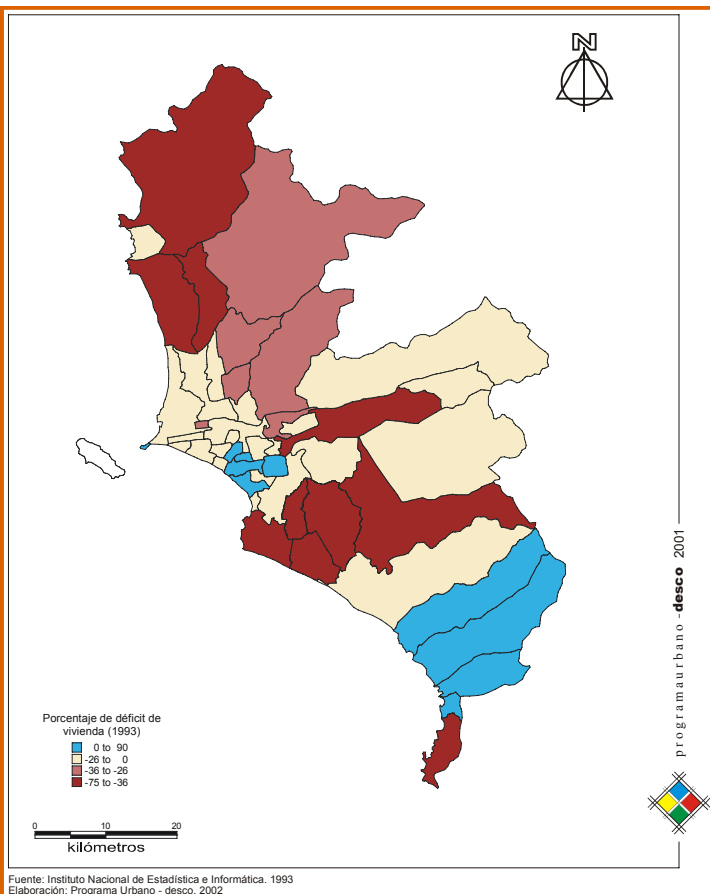 N
Porcentaje de déficit de
vivienda (1993)
0 to 90
-26 to 0
-36 to -26
-75 to -36
0 10 20
kilómetros
programaurbano - desco 2001
Fuente: Instituto Nacional de Estadística e Informática. 1993
Elaboración: Programa Urbano - desco. 2002